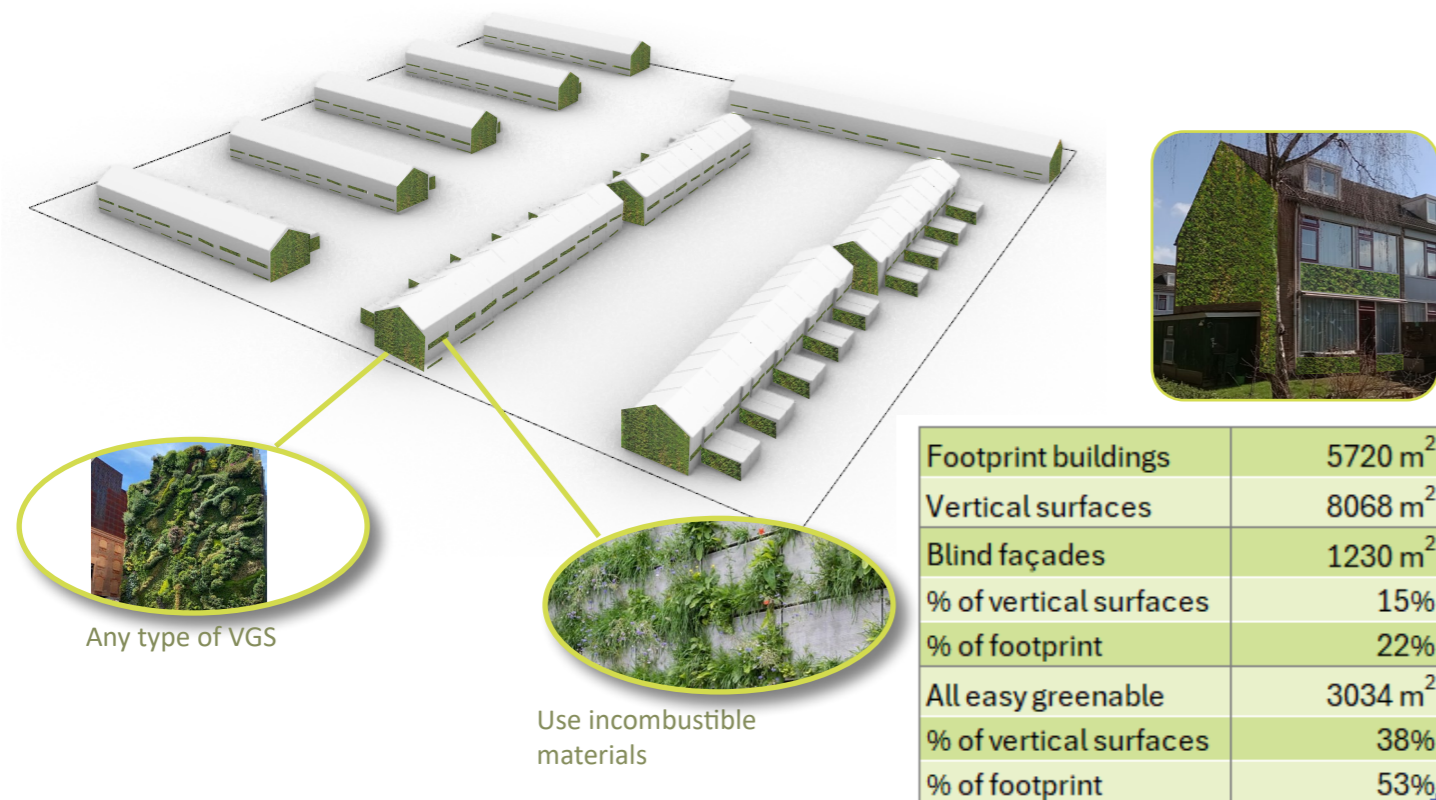 Any type of VGS
Use incombustible
materials
Footprint buildings 5720 m²
Vertical surfaces 8068 m²
Blind façades 1230 m²
% of vertical surfaces 15%
% of footprint 22%
All easy greenable 3034 m²
% of vertical surfaces 38%
% of footprint 53%